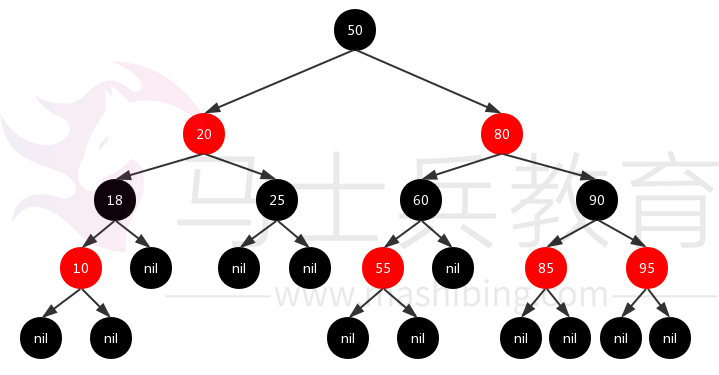 50
20 80
18 25 60 90
10 nil nil nil 55 nil 85 95
nil nil nil nil nil nil nil nil
马士兵教育
www.mashibing.com